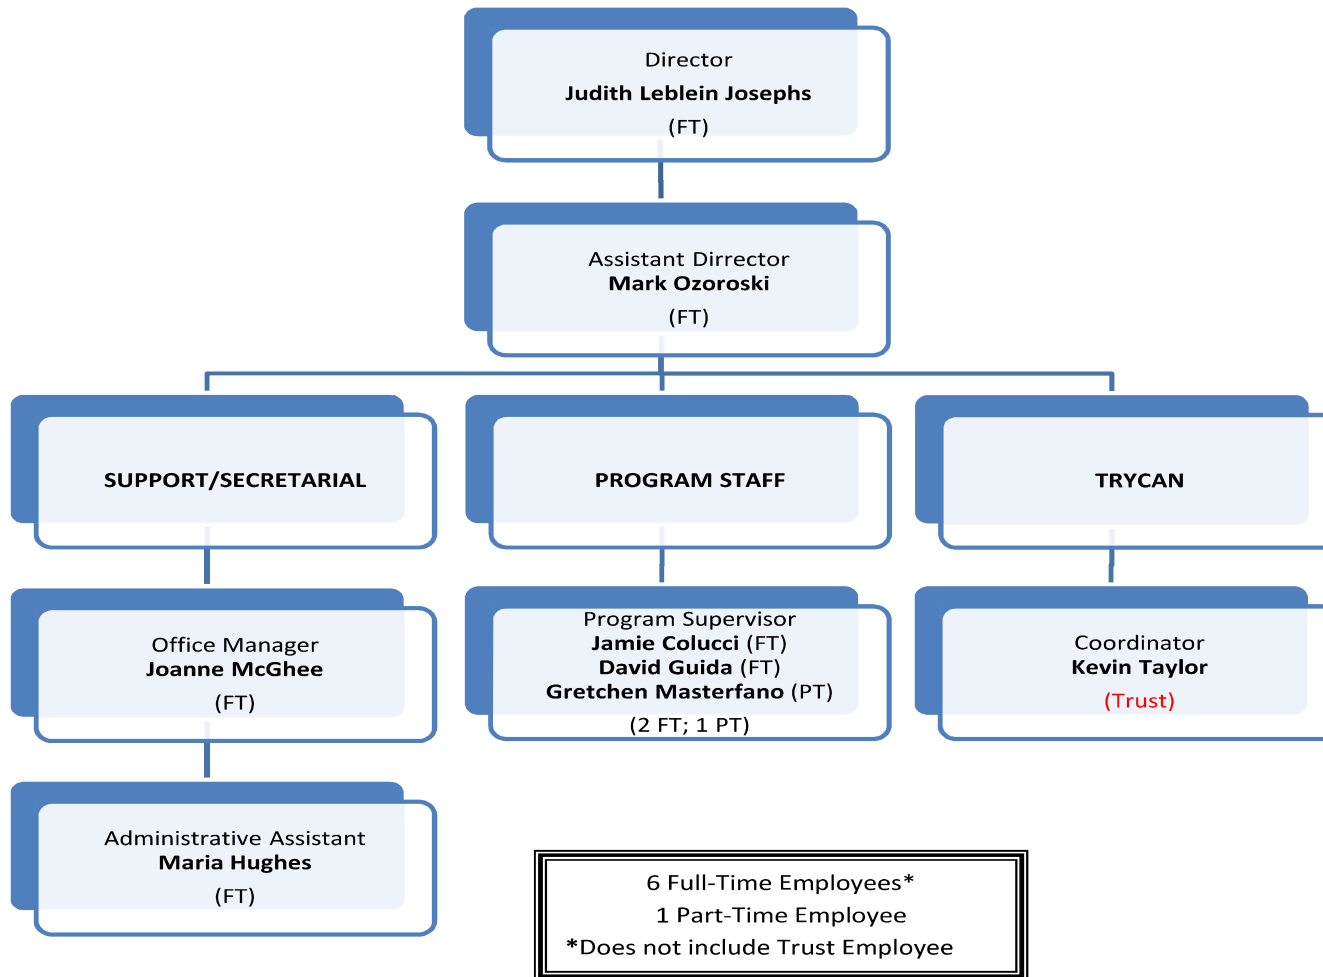 Director
Judith Leblein Josephs
(FT)
Assistant Dirrector
Mark Ozoroski
(FT)
SUPPORT/SECRETARIAL
PROGRAM STAFF
TRYCAN
Office Manager
Joanne McGhee
(FT)
Program Supervisor
Jamie Colucci (FT)
David Guida (FT)
Gretchen Masterfano (PT)
(2 FT; 1 PT)
Coordinator
Kevin Taylor
(Trust)
Administrative Assistant
Maria Hughes
(FT)
6 Full-Time Employees*
1 Part-Time Employee
*Does not include Trust Employee